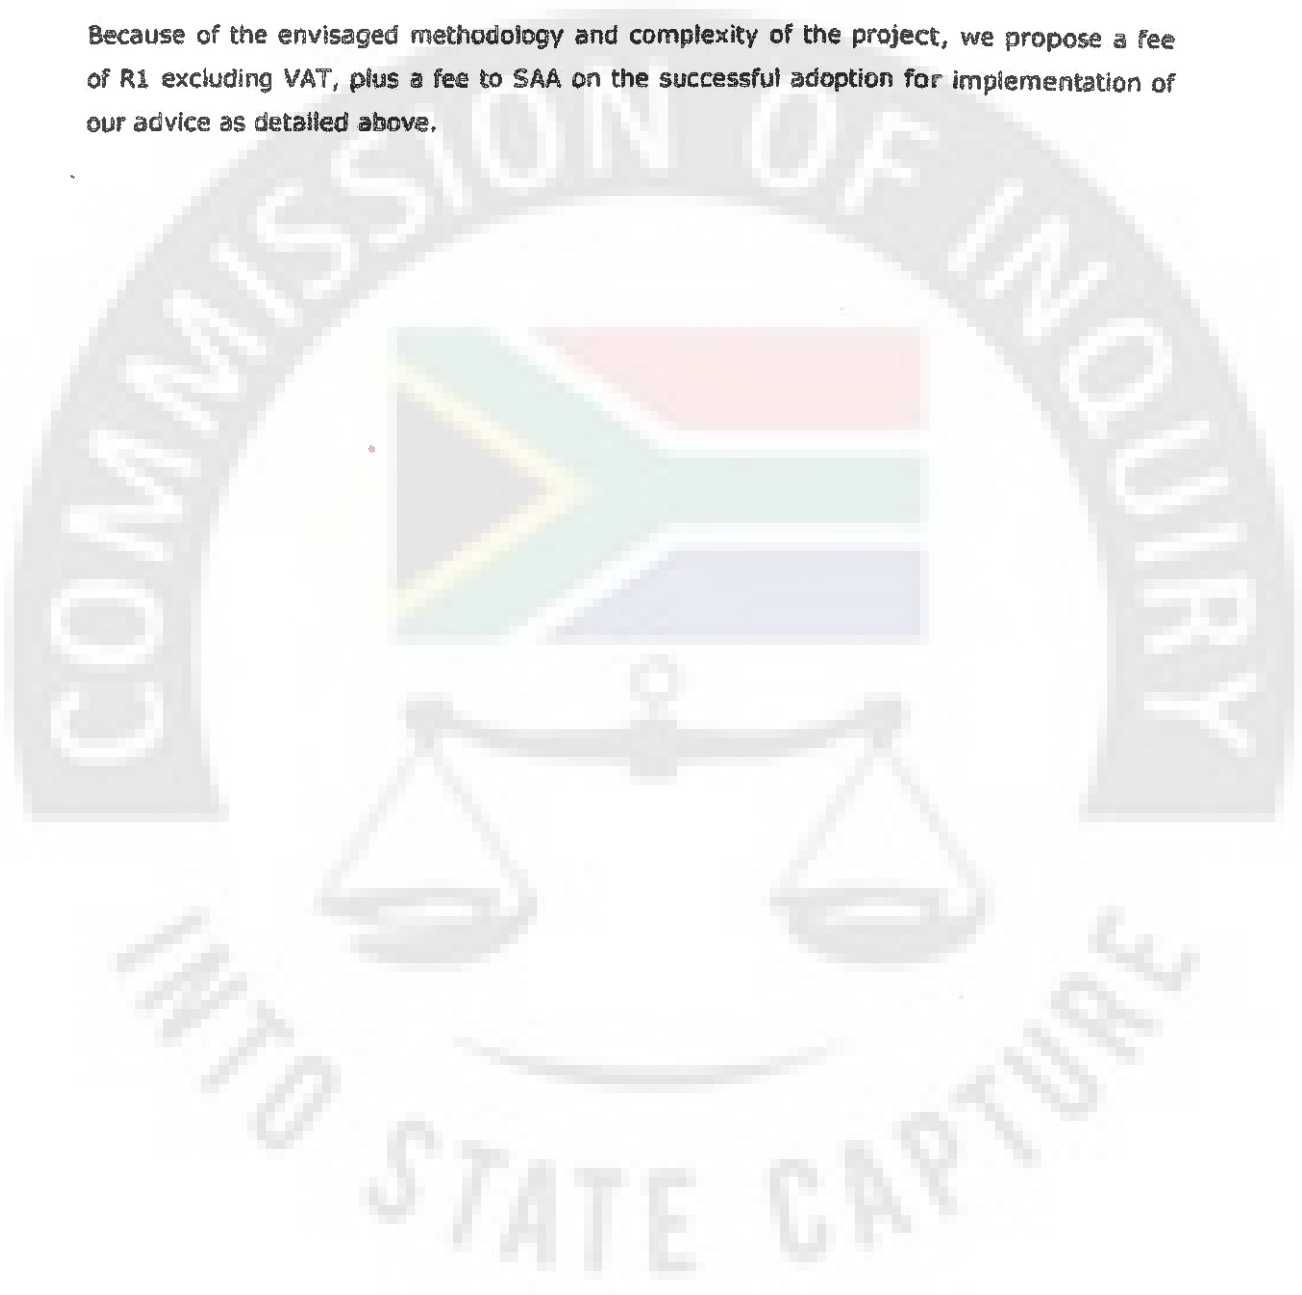 Because of the envisaged methodology and complexity of the project, we propose a fee
of R1 excluding VAT, plus a fee to SAA on the successful adoption for implementation of
our advice as detailed above.
COMMISSION OF INQUIRY
INTO STATE CAPTURE